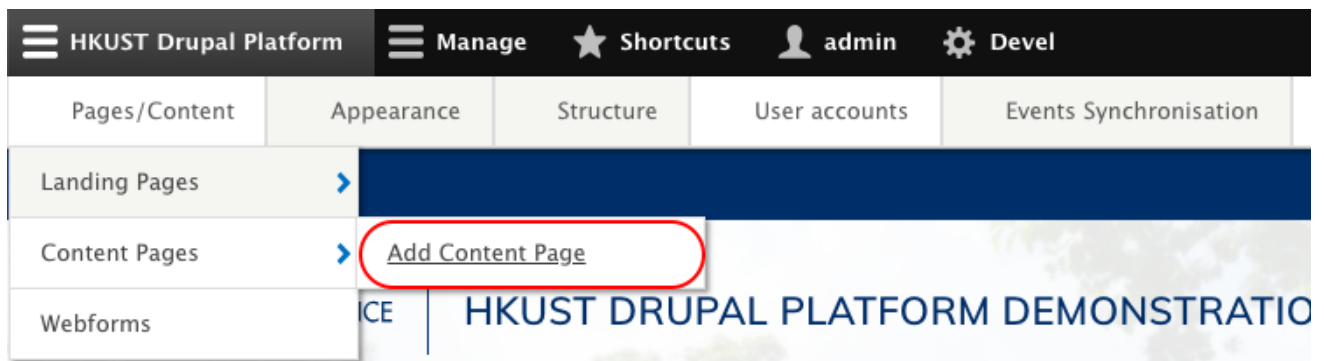 HKUST Drupal Platform Manage Shortcuts admin Devel
Pages/Content Appearance Structure User accounts Events Synchronisation
Landing Pages
Content Pages Add Content Page
HKUST DRUPAL PLATFORM DEMONSTRATIO
Webforms ICE